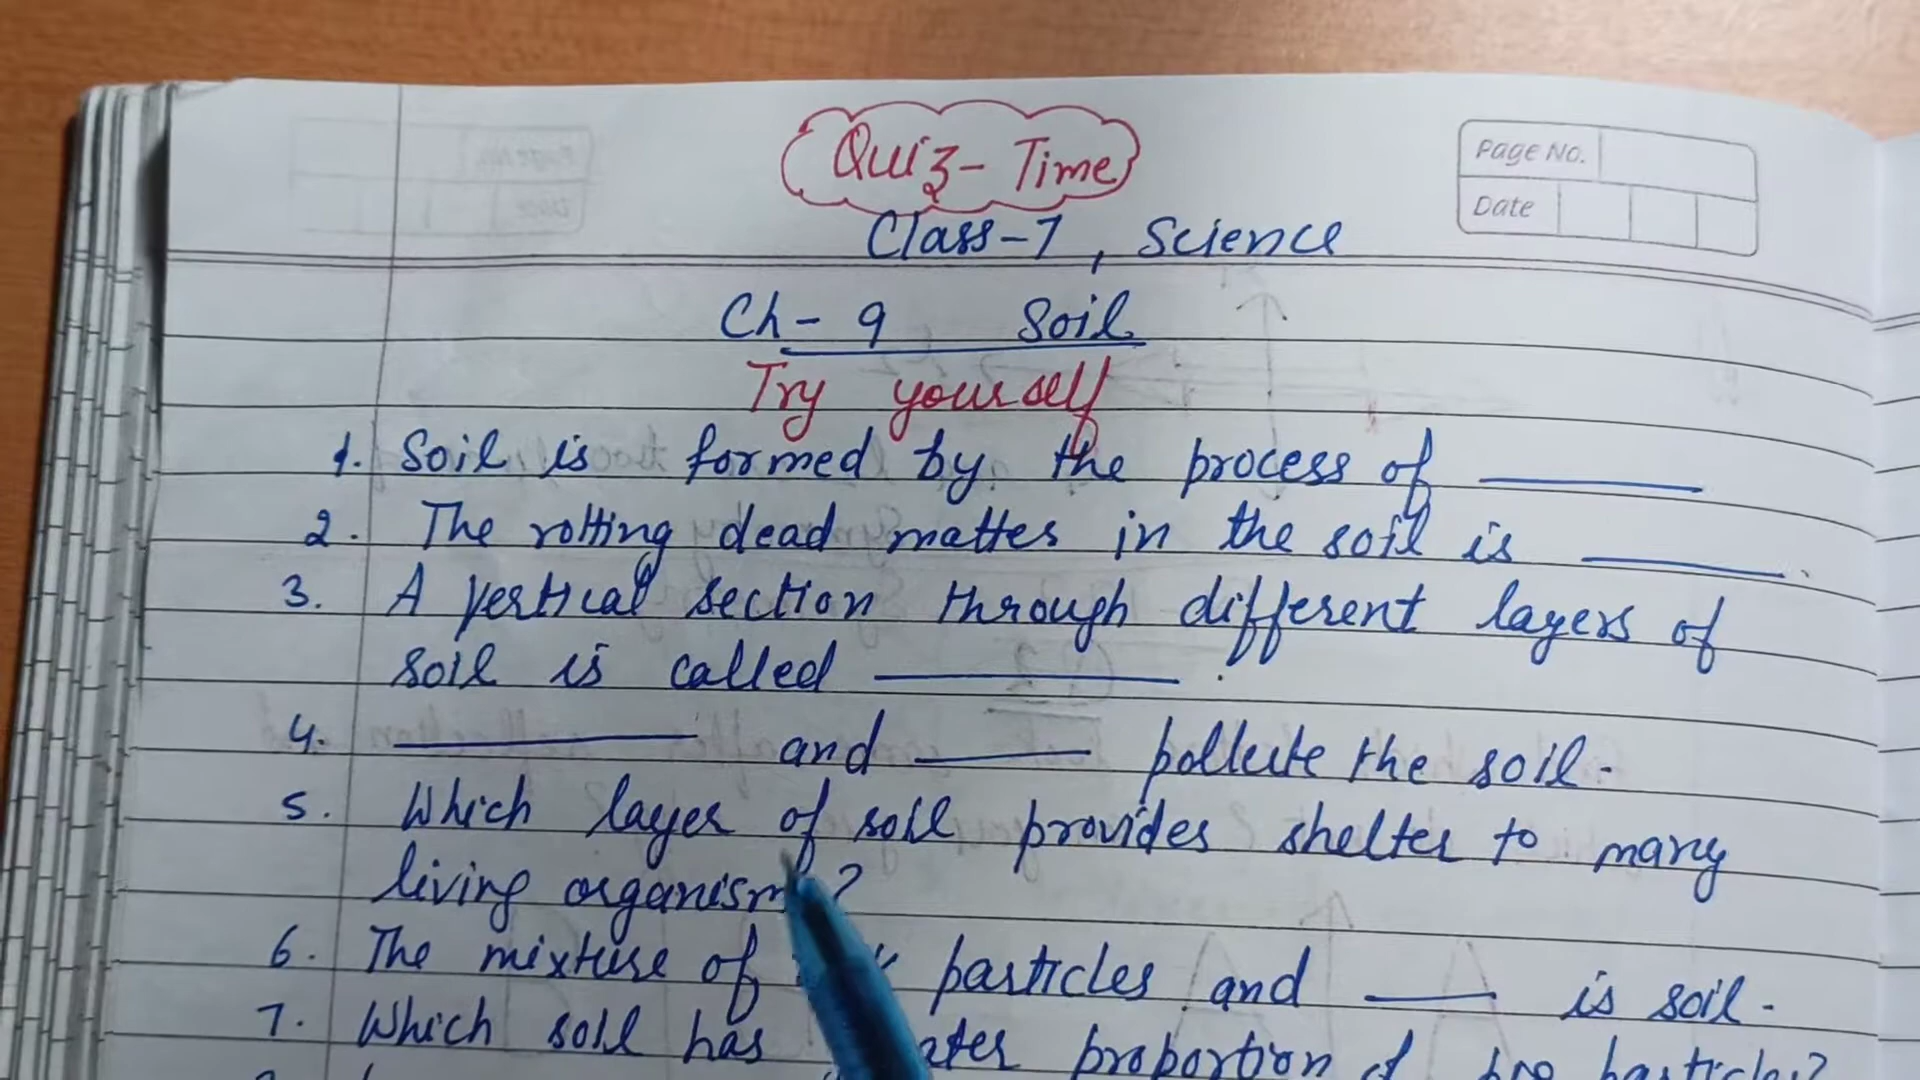 Quiz-Time
Page No.
Date
Class-7, Science
Ch-9 Soil
Try yourself
1. Soil is formed by the process of ______
2. The rotting dead matter in the soil is ______.
3. A vertical section through different layers of
soil is called ______.
4. ______ and ______ pollute the soil.
5. Which layer of soil provides shelter to many
living organism?
6. The mixture of particles and ______ is soil.
7. Which soil has proportion of